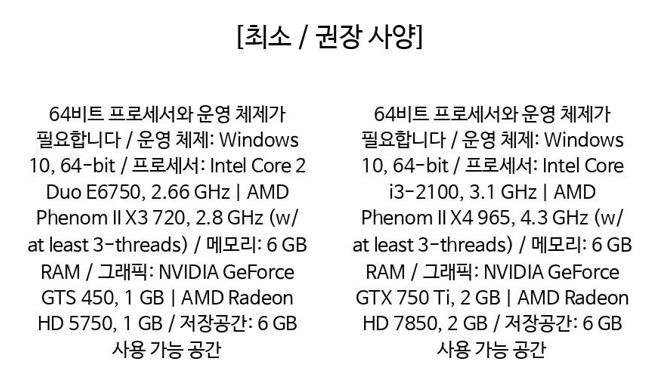 [최소 / 권장 사양]
64비트 프로세서와 운영 체제가
필요합니다 / 운영 체제: Windows
10, 64-bit / 프로세서: Intel Core 2
Duo E6750, 2.66 GHz | AMD
Phenom II X3 720, 2.8 GHz (w/
at least 3-threads) / 메모리: 6 GB
RAM / 그래픽: NVIDIA GeForce
GTS 450, 1 GB | AMD Radeon
HD 5750, 1 GB / 저장공간: 6 GB
사용 가능 공간
64비트 프로세서와 운영 체제가
필요합니다 / 운영 체제: Windows
10, 64-bit / 프로세서: Intel Core
i3-2100, 3.1 GHz | AMD
Phenom II X4 965, 4.3 GHz (w/
at least 3-threads) / 메모리: 6 GB
RAM / 그래픽: NVIDIA GeForce
GTX 750 Ti, 2 GB | AMD Radeon
HD 7850, 2 GB / 저장공간: 6 GB
사용 가능 공간